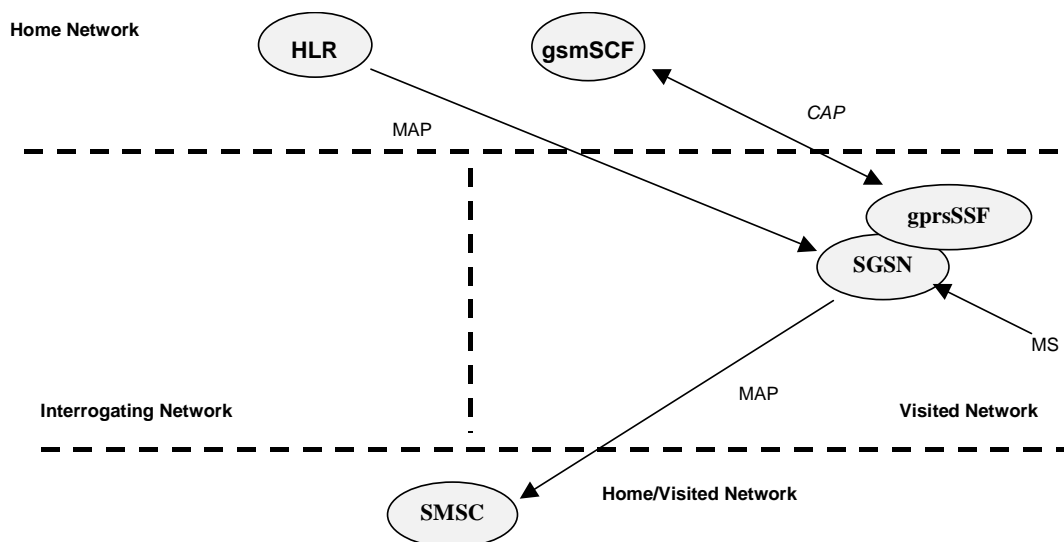 Home Network
HLR
gsmSCF
CAP
MAP
gprsSSF
SGSN
MS
MAP
Interrogating Network
Visited Network
Home/Visited Network
SMSC